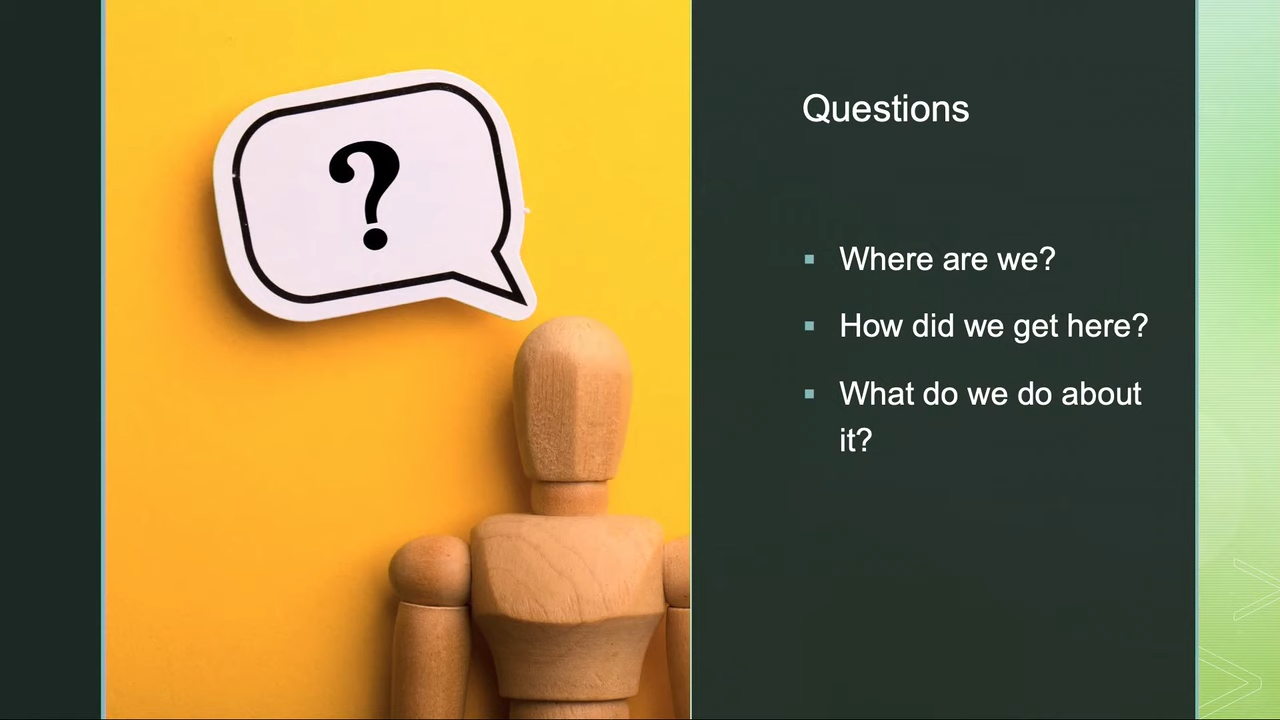 ?
Questions
Where are we?
How did we get here?
What do we do about
it?